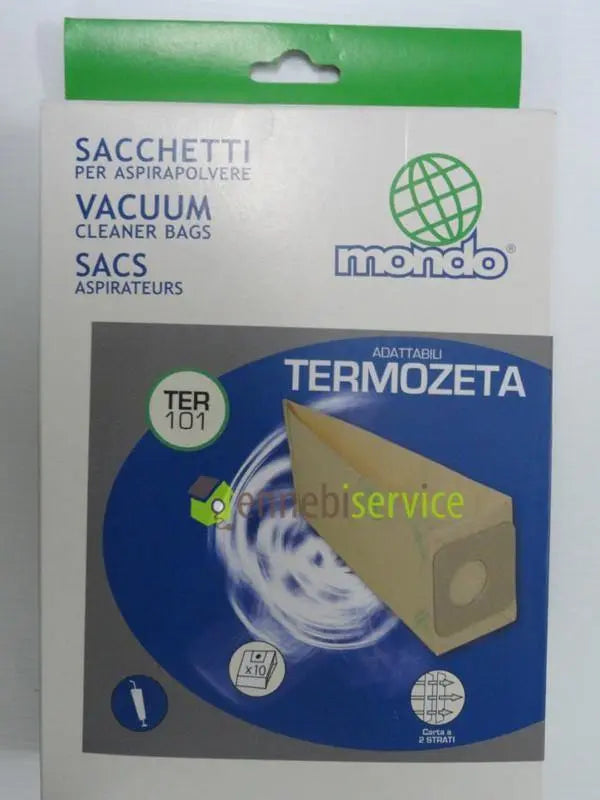 SACCHETTI
PER ASPIRAPOLVERE
VACUUM
CLEANER BAGS
SACS
ASPIRATEURS
mondo®
ADATTABILI
TERMOZETA
TER
101
ennebiservice
x10
Carta a
2 STRATI